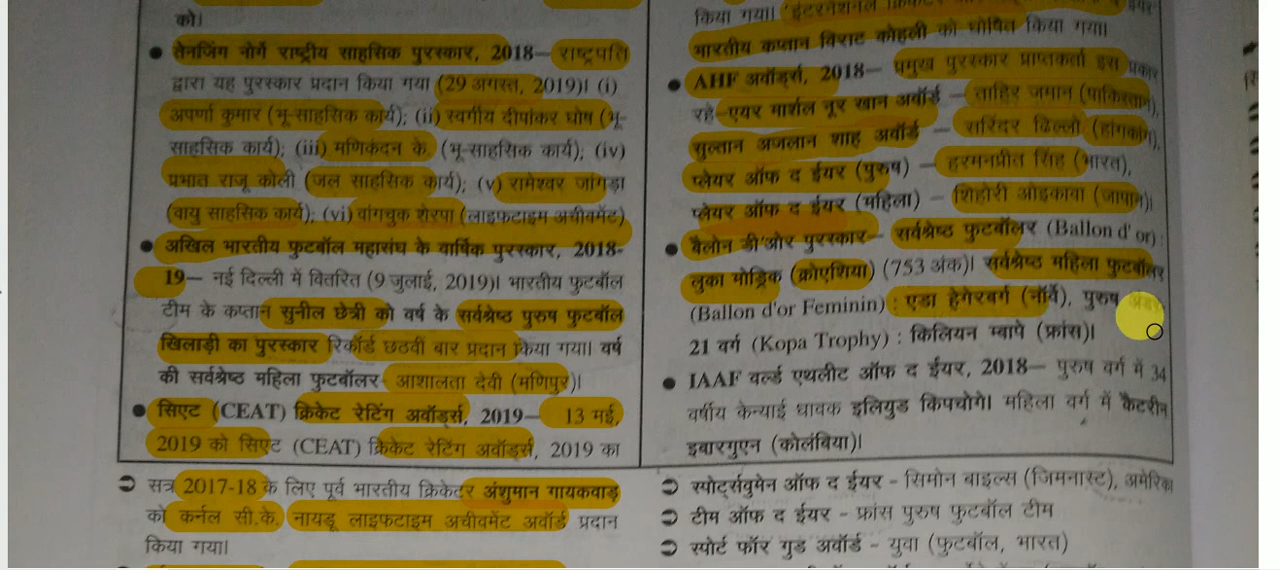 को।
● तेनजिंग नोर्गे राष्ट्रीय साहसिक पुरस्कार, 2018— राष्ट्रपति
द्वारा यह पुरस्कार प्रदान किया गया (29 अगस्त, 2019)। (i)
अपर्णा कुमार (भू-साहसिक कार्य); (ii) स्वर्गीय दीपांकर घोष (भू-
साहसिक कार्य); (iii) मणिकंदन के. (भू-साहसिक कार्य); (iv)
प्रभात राजू कोली (जल साहसिक कार्य); (v) रामेश्वर जांगड़ा
(वायु साहसिक कार्य); (vi) वांगचुक शेरपा (लाइफटाइम अचीवमेंट)
● अखिल भारतीय फुटबॉल महासंघ के वार्षिक पुरस्कार, 2018-
19— नई दिल्ली में वितरित (9 जुलाई, 2019)। भारतीय फुटबॉल
टीम के कप्तान सुनील छेत्री को वर्ष के सर्वश्रेष्ठ पुरुष फुटबॉल
खिलाड़ी का पुरस्कार रिकॉर्ड छठवीं बार प्रदान किया गया। वर्ष
की सर्वश्रेष्ठ महिला फुटबॉलर- आशालता देवी (मणिपुर)।
● सिएट (CEAT) क्रिकेट रेटिंग अवॉर्ड्स, 2019— 13 मई,
2019 को सिएट (CEAT) क्रिकेट रेटिंग अवॉर्ड्स, 2019 का
किया गया। 'इंटरनेशनल क्रिकेटर
भारतीय कप्तान विराट कोहली को घोषित किया गया।
● AHF अवॉर्ड्स, 2018— प्रमुख पुरस्कार प्राप्तकर्ता इस प्रकार
रहे—एयर मार्शल नूर खान अवॉर्ड — ताहिर जमान (पाकिस्तान),
सुल्तान अजलान शाह अवॉर्ड — सरिंदर ढिल्लो (हांगकांग),
प्लेयर ऑफ द ईयर (पुरुष) — हरमनप्रीत सिंह (भारत),
प्लेयर ऑफ द ईयर (महिला) — शिहोरी ओइकावा (जापान)।
● बैलोन डी'ओर पुरस्कार— सर्वश्रेष्ठ फुटबॉलर (Ballon d' or) :
लुका मोड्रिक (क्रोएशिया) (753 अंक)। सर्वश्रेष्ठ महिला फुटबॉलर
(Ballon d'or Feminin) : एडा हेगेरबर्ग (नॉर्वे), पुरुष अंडर
21 वर्ग (Kopa Trophy) : किलियन म्बापे (फ्रांस)।
● IAAF वर्ल्ड एथलीट ऑफ द ईयर, 2018— पुरुष वर्ग में 34
वर्षीय केन्याई धावक इलियुड किपचोगे। महिला वर्ग में कैटरीन
इबारगुएन (कोलंबिया)।
➲ सत्र 2017-18 के लिए पूर्व भारतीय क्रिकेटर अंशुमान गायकवाड़
को कर्नल सी.के. नायडू लाइफटाइम अचीवमेंट अवॉर्ड प्रदान
किया गया।
➲ स्पोर्ट्सवुमेन ऑफ द ईयर - सिमोन बाइल्स (जिमनास्ट), अमेरिका
➲ टीम ऑफ द ईयर - फ्रांस पुरुष फुटबॉल टीम
➲ स्पोर्ट फॉर गुड अवॉर्ड - युवा (फुटबॉल, भारत)